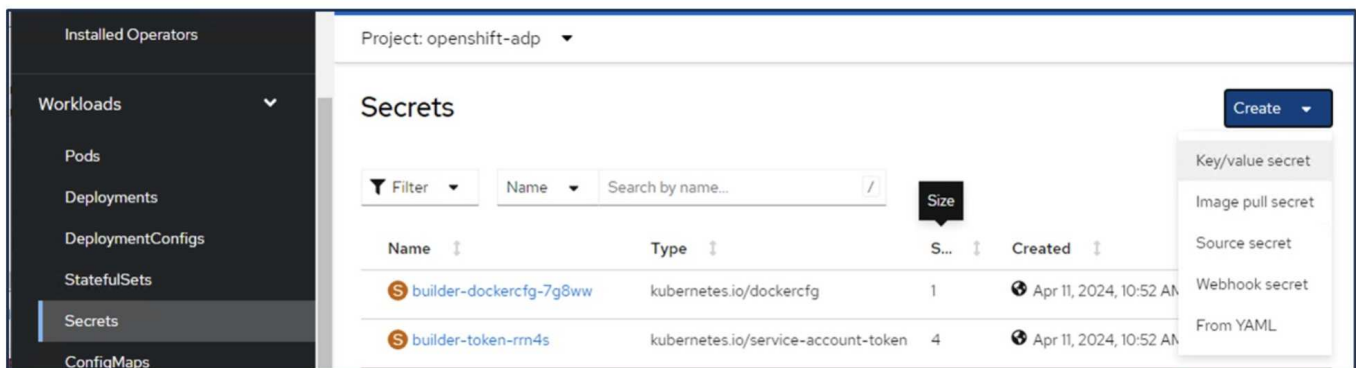 Installed Operators
Project: openshift-adp
Workloads
Secrets
Create
Pods
Key/value secret
Filter
Name
Search by name...
/
Size
Image pull secret
Deployments
DeploymentConfigs
Name
Type
S...
Created
Source secret
StatefulSets
S builder-dockercfg-7g8ww
kubernetes.io/dockercfg
1
Apr 11, 2024, 10:52 AM
Webhook secret
Secrets
From YAML
S builder-token-rrn4s
kubernetes.io/service-account-token
4
Apr 11, 2024, 10:52 AM
ConfigMaps